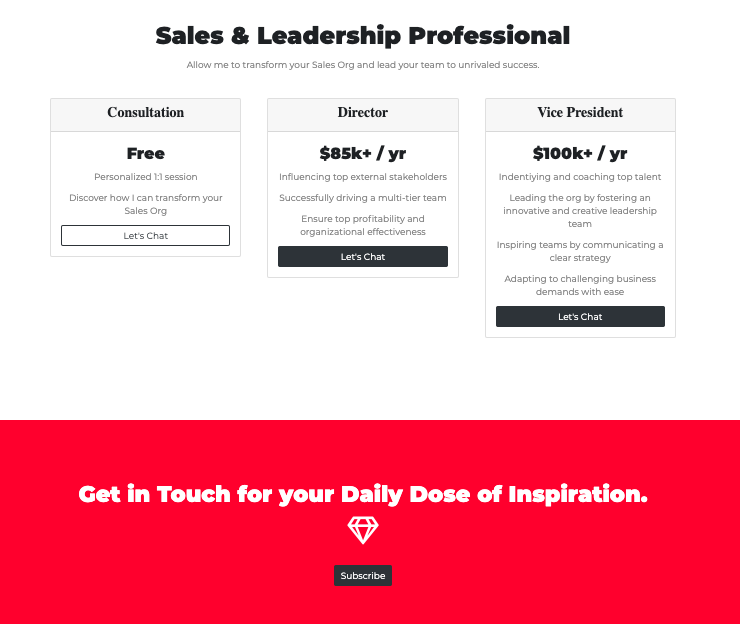 Sales & Leadership Professional
Allow me to transform your Sales Org and lead your team to unrivaled success.
Consultation
Free
Personalized 1:1 session
Discover how I can transform your
Sales Org
Let's Chat
Director
$85k+ / yr
Influencing top external stakeholders
Successfully driving a multi-tier team
Ensure top profitability and
organizational effectiveness
Let's Chat
Vice President
$100k+ / yr
Indentiying and coaching top talent
Leading the org by fostering an
innovative and creative leadership
team
Inspiring teams by communicating a
clear strategy
Adapting to challenging business
demands with ease
Let's Chat
Get in Touch for your Daily Dose of Inspiration.
Subscribe